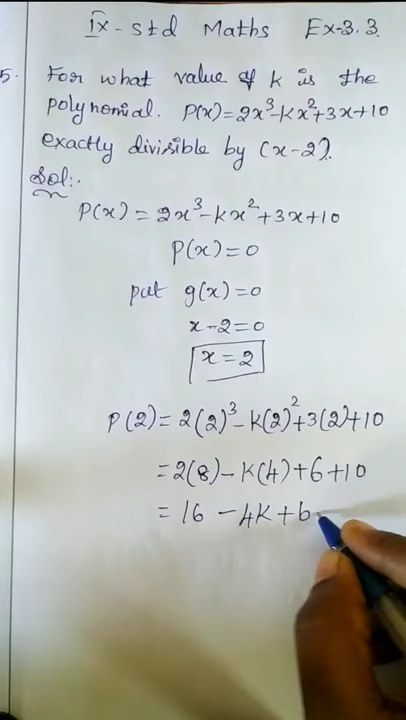 IX-Std Maths Ex-3.3
5. For what value of k is the
polynomial. P(x)=2x³-kx²+3x+10
exactly divisible by (x-2).
Sol:.
P(x)=2x³-kx²+3x+10
P(x)=0
put g(x)=0
x-2=0
x=2
P(2)=2(2)³-k(2)²+3(2)+10
=2(8)-k(4)+6+10
=16-4k+6